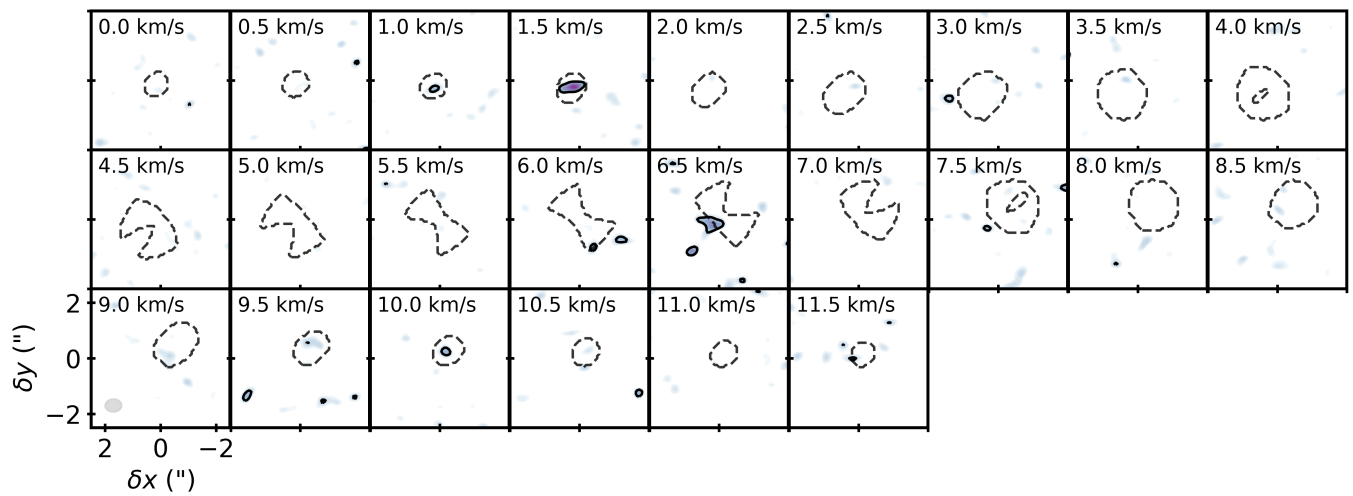 0.0 km/s 0.5 km/s 1.0 km/s 1.5 km/s 2.0 km/s 2.5 km/s 3.0 km/s 3.5 km/s 4.0 km/s
4.5 km/s 5.0 km/s 5.5 km/s 6.0 km/s 6.5 km/s 7.0 km/s 7.5 km/s 8.0 km/s 8.5 km/s
2 9.0 km/s 9.5 km/s 10.0 km/s 10.5 km/s 11.0 km/s 11.5 km/s
0
−2
δy (")
2 0 −2
δx (")